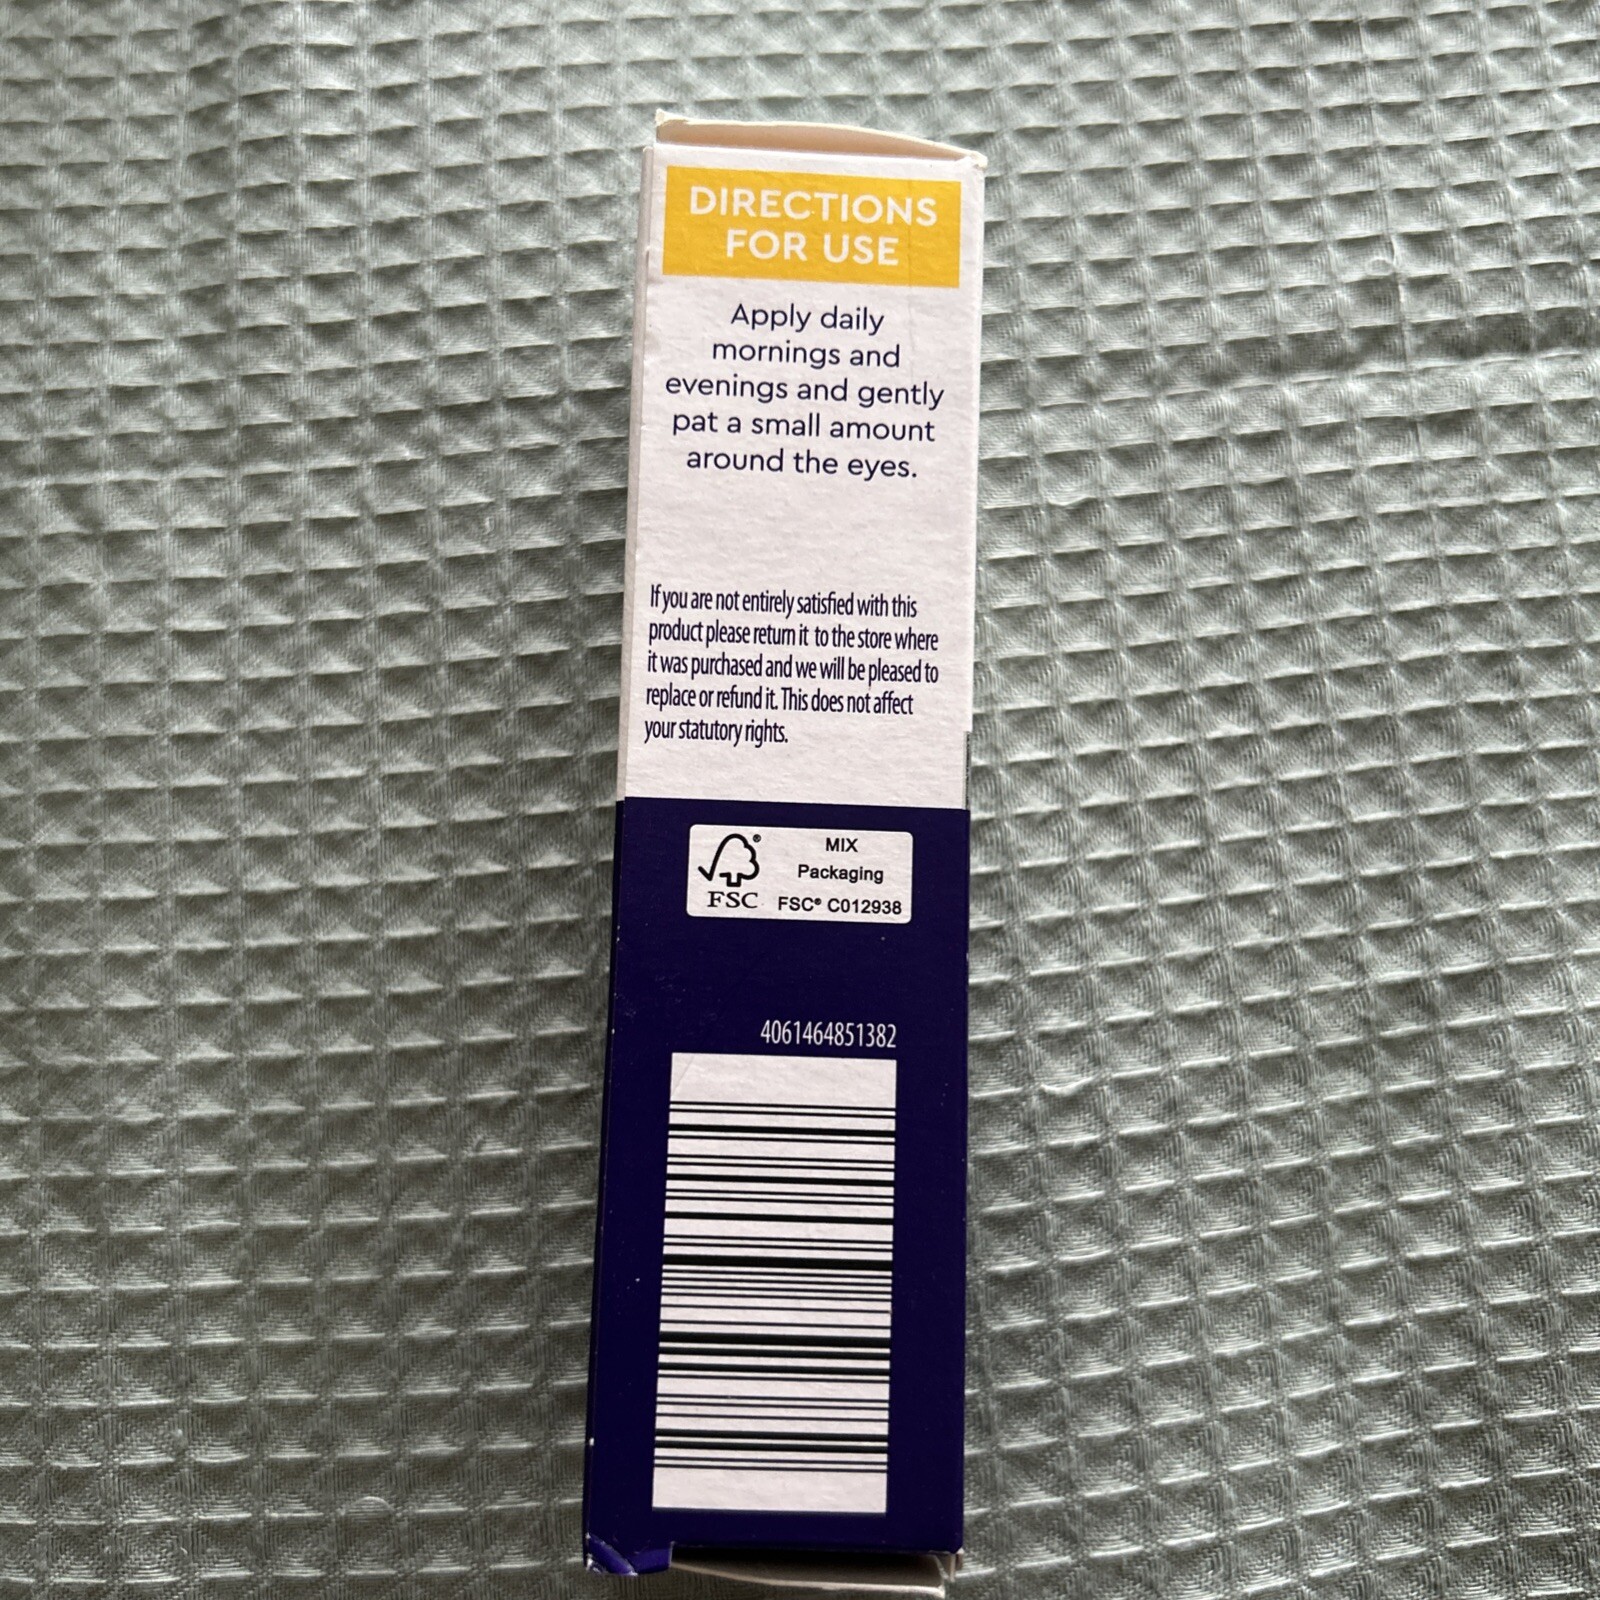 DIRECTIONS
FOR USE
Apply daily
mornings and
evenings and gently
pat a small amount
around the eyes.
If you are not entirely satisfied with this
product please return it to the store where
it was purchased and we will be pleased to
replace or refund it. This does not affect
your statutory rights.
MIX
Packaging
FSC® C012938
®
FSC
4061464851382